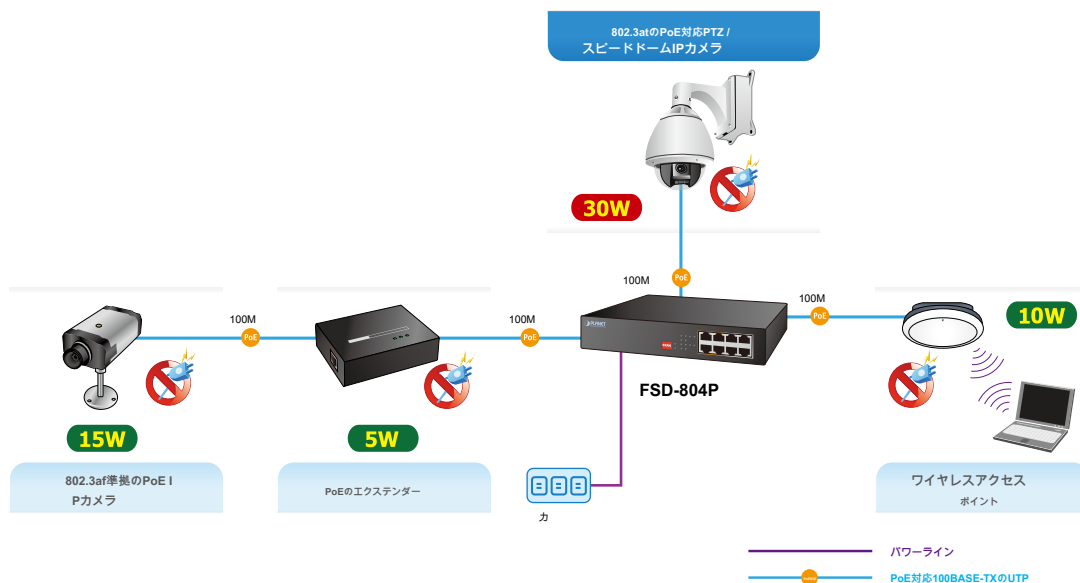 802.3atのPoE対応PTZ /
スピードドームIPカメラ
30W
100M
PoE
100M
PoE
100M
PoE
100M
PoE
10W
PLANET
FSD-804P
15W
5W
802.3af準拠のPoE I
Pカメラ
PoEのエクステンダー
カ
ワイヤレスアクセス
ポイント
パワーライン
PoE対応100BASE-TXのUTP